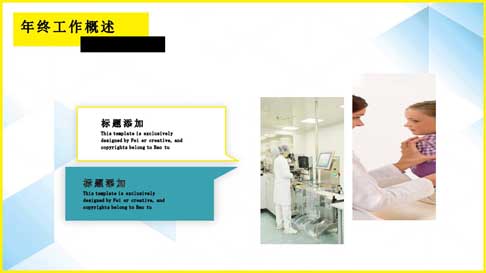 年终工作概述
标题添加
This template is exclusively
designed by Fei er creative, and
copyrights belong to Bao tu
标题添加
This template is exclusively
designed by Fei er creative, and
copyrights belong to Bao tu